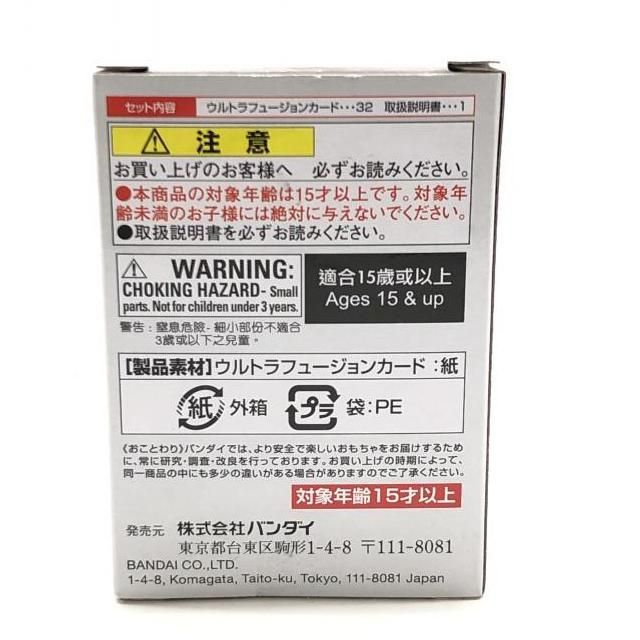 セット内容 ウルトラフュージョンカード・・・32 取扱説明書・・・1
注意
お買い上げのお客様へ 必ずお読みください。
●本商品の対象年齢は15才以上です。対象年
齢未満のお子様には絶対に与えないでください。
●取扱説明書を必ずお読みください。
WARNING:
CHOKING HAZARD- Small
parts. Not for children under 3 years.
適合15歳或以上
Ages 15 & up
警告:窒息危險-細小部份不適合
3歲或以下之兒童。
【製品素材】ウルトラフュージョンカード:紙
紙 外箱 プラ 袋:PE
《おことわり》バンダイでは、より安全で楽しいおもちゃをお届けするため
に、常に研究・調査・改良を行っております。お買い上げの時期によって、
同一商品の中にも多少の違いがある場合がありますのでご了承ください。
対象年齢15才以上
発売元 株式会社バンダイ
東京都台東区駒形1-4-8 〒111-8081
BANDAI CO.,LTD.
1-4-8, Komagata, Taito-ku, Tokyo, 111-8081 Japan